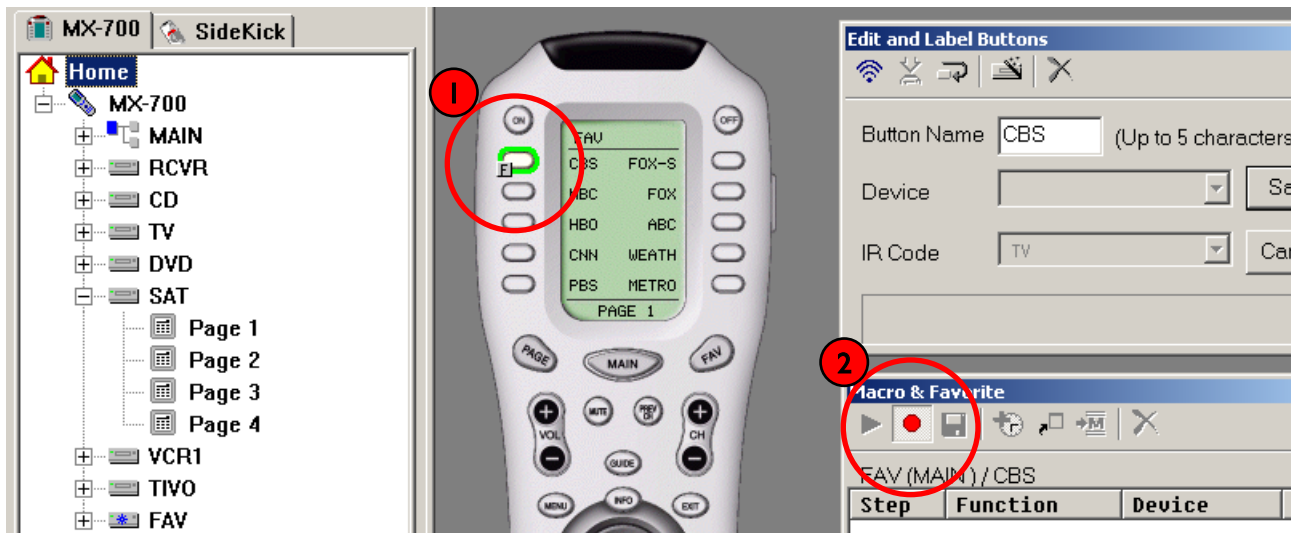 MX-700 SideKick
Home
MX-700
MAIN
RCVR
CD
TV
DVD
SAT
Page 1
Page 2
Page 3
Page 4
VCR1
TIVO
FAV
1
ON
OFF
FAV
F
CBS FOX-S
NBC FOX
HBO ABC
CNN WEATH
PBS METRO
PAGE 1
PAGE
MAIN
FAV
MUTE
PREV CH
VOL
CH
GUIDE
MENU
INFO
EXIT
Edit and Label Buttons
Button Name CBS (Up to 5 characters
Device Sa
IR Code TV Can
2
Macro & Favorite
M
FAV (MAIN) / CBS
Step Function Device